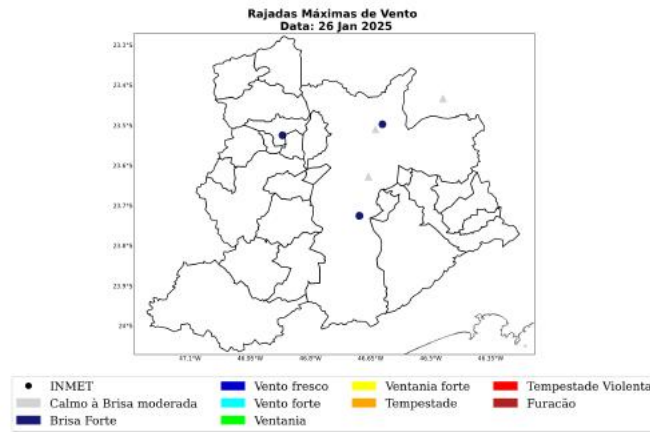 Rajadas Máximas de Vento
Data: 26 Jan 2025
23.2°S
23.4°S
23.5°S
23.6°S
23.7°S
23.8°S
23.9°S
24°S
47.1°W
46.95°W
46.8°W
46.65°W
46.5°W
46.35°W
INMET
Calmo à Brisa moderada
Brisa Forte
Vento fresco
Vento forte
Ventania
Ventania forte
Tempestade
Tempestade Violenta
Furacão